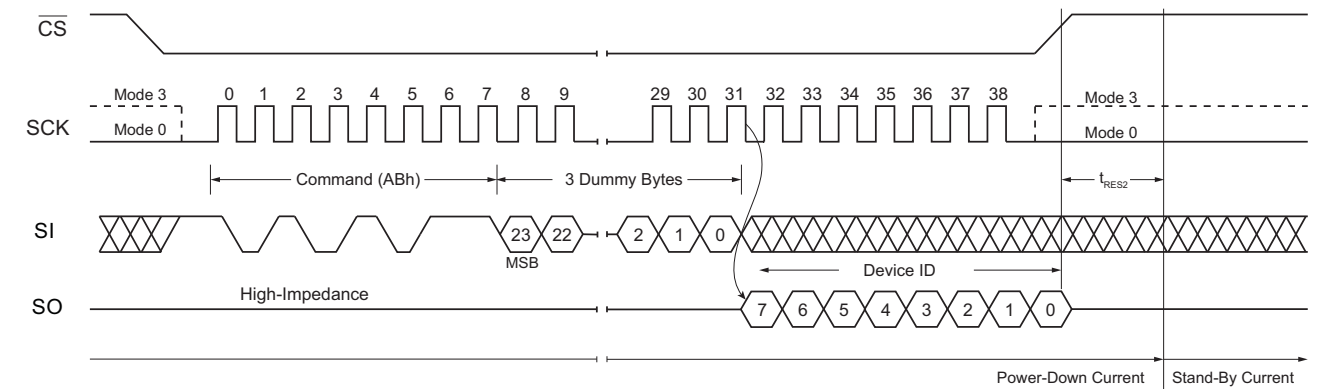 CS
Mode 3
0 1 2 3 4 5 6 7 8 9 29 30 31 32 33 34 35 36 37 38
Mode 3
SCK
Mode 0
Mode 0
Command (ABh)
3 Dummy Bytes
tRES2
SI
23 22 2 1 0
MSB
Device ID
High-Impedance
SO
7 6 5 4 3 2 1 0
Power-Down Current
Stand-By Current